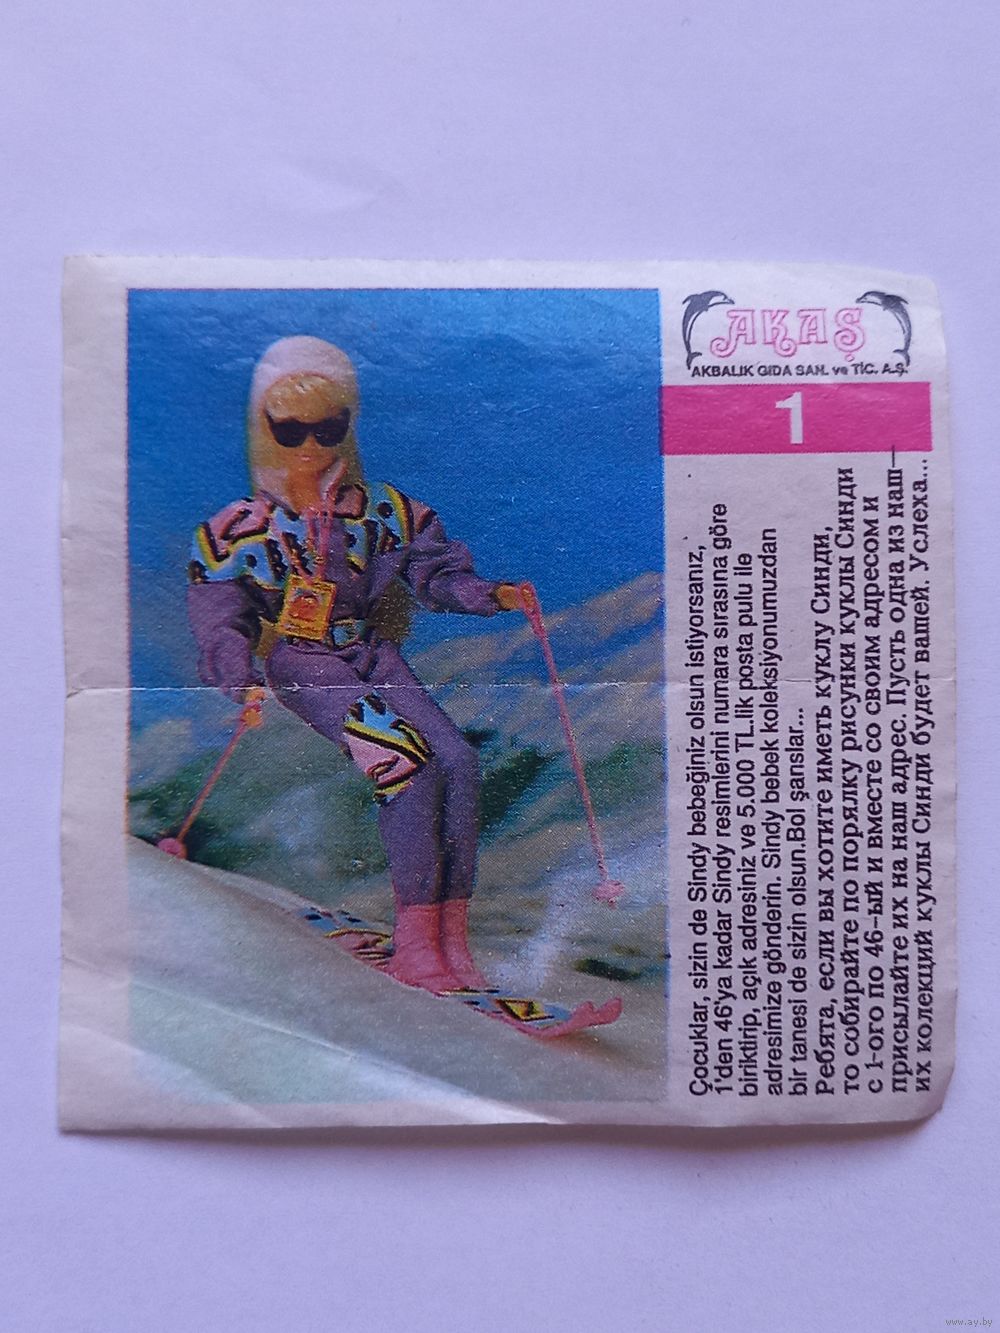 AKAŞ
AKBALIK GIDA SAN. ve TİC. A.Ş.
1
Çocuklar, sizin de Sindy bebeğiniz olsun istiyorsanız,
1'den 46'ya kadar Sindy resimlerini numara sırasına göre
biriktirip, açık adresiniz ve 5.000 TL.lik posta pulu ile
adresimize gönderin. Sindy bebek koleksiyonumuzdan
bir tanesi de sizin olsun.Bol şanslar...
Ребята, если вы хотите иметь куклу Синди,
то собирайте по порялку рисунки куклы Синди
с 1-ого по 46-ый и вместе со своим адресом и
присылайте их на наш адрес. Пусть одна из наш—
их колекций куклы Синди будет вашей. Услеха...
www.ay.by